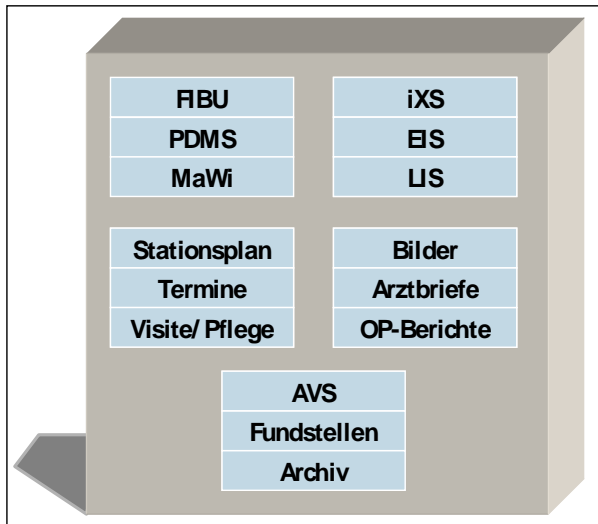 FIBU
PDMS
MaWi
iXS
EIS
LIS
Stationsplan
Termine
Visite/ Pflege
Bilder
Arztbriefe
OP-Berichte
AVS
Fundstellen
Archiv